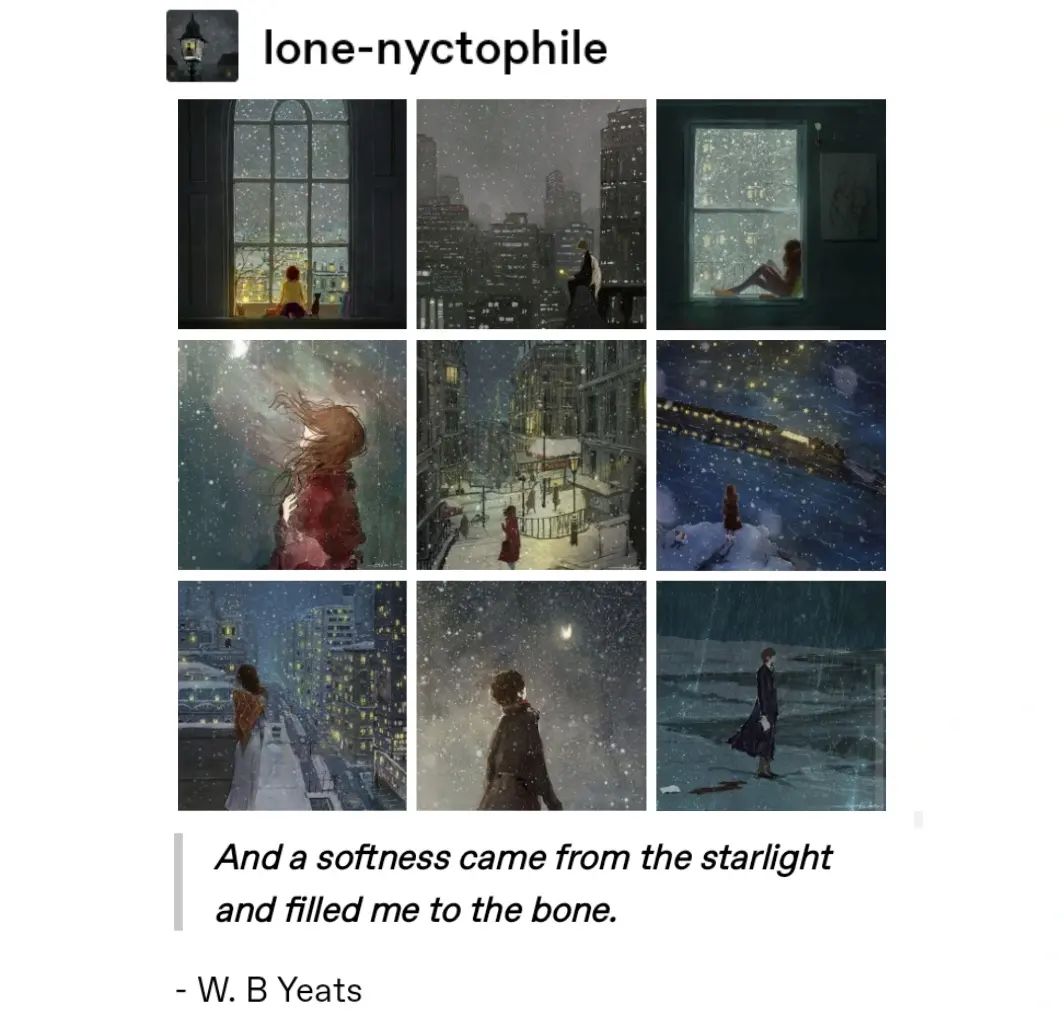 lone-nyctophile
And a softness came from the starlight
and filled me to the bone.
- W. B Yeats